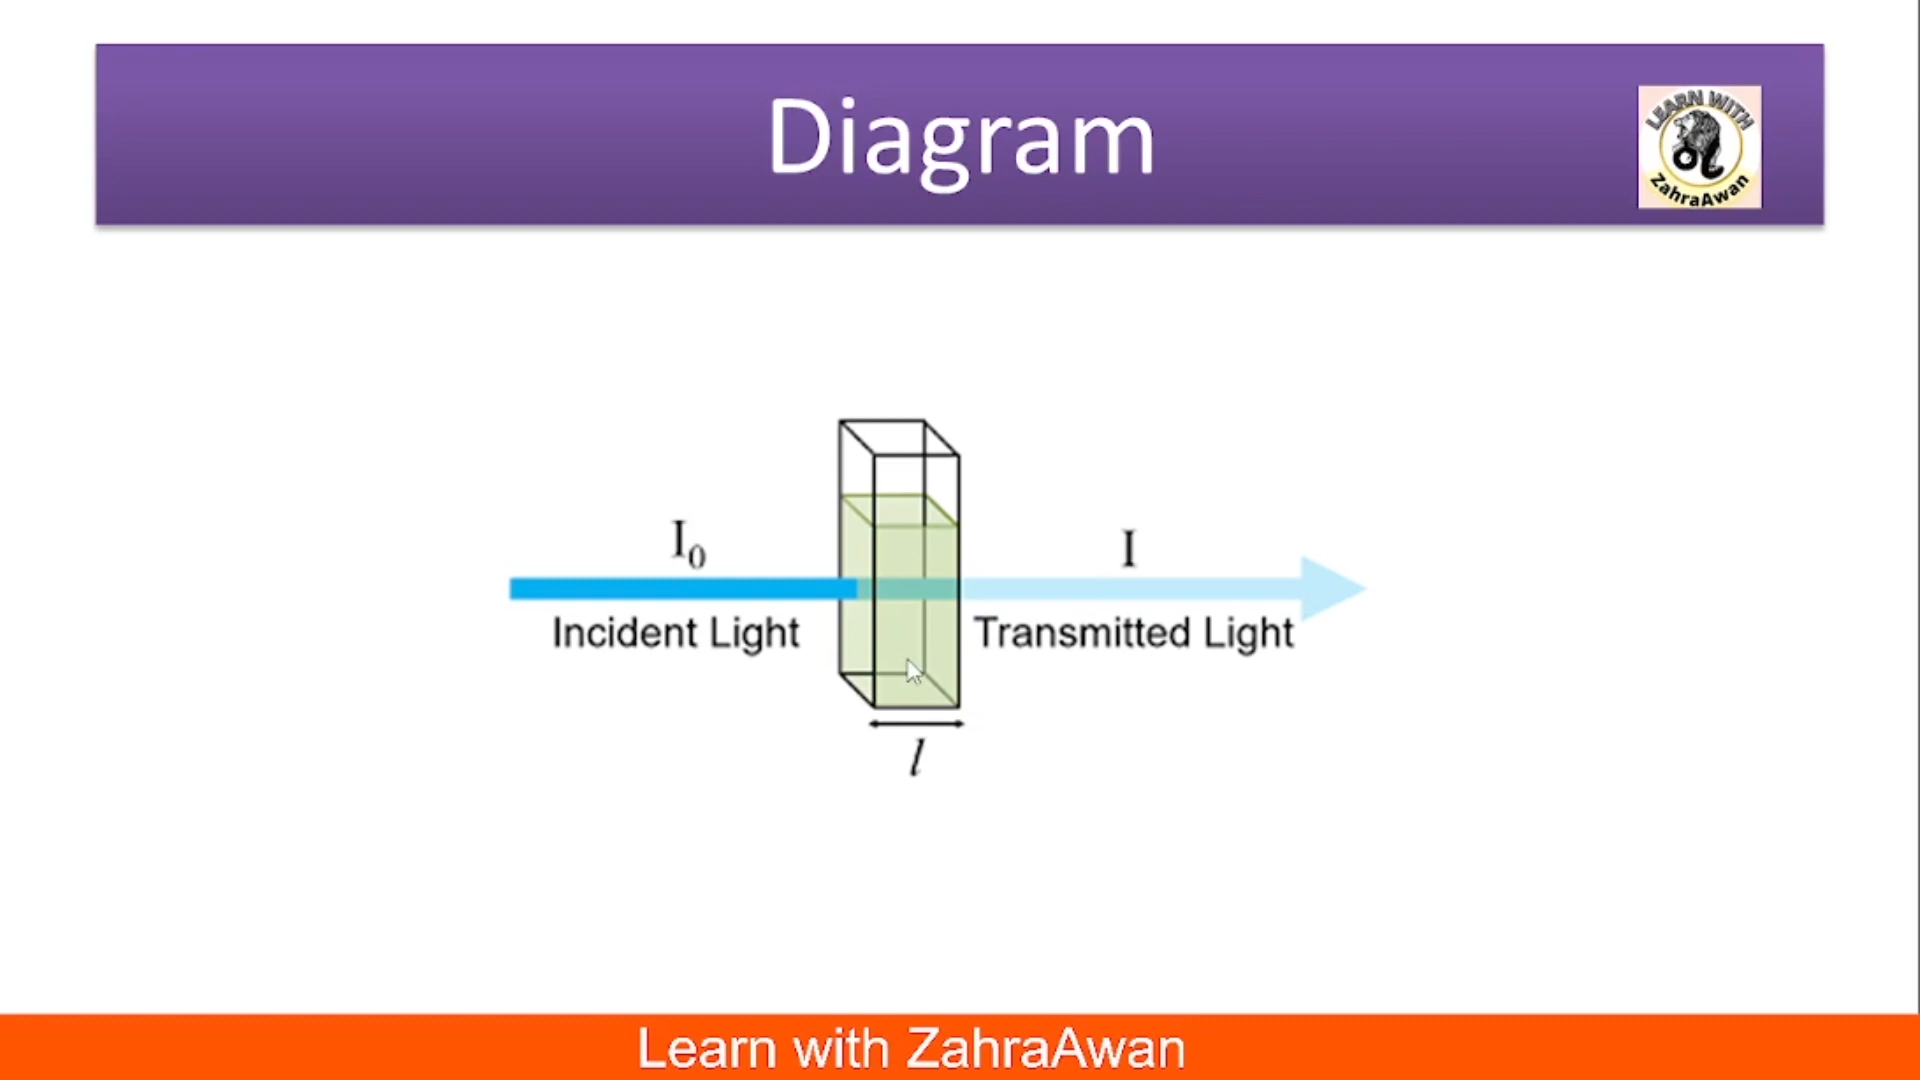 Diagram
LEARN WITH
ZahraAwan
I₀
I
Incident Light
Transmitted Light
l
Learn with ZahraAwan